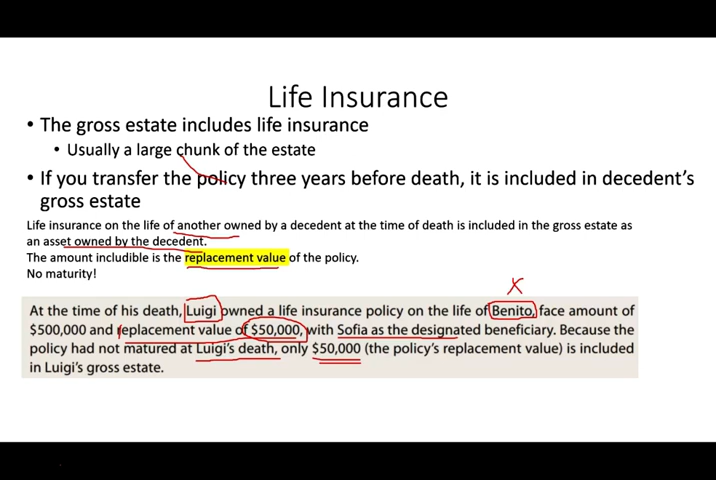 Life Insurance
• The gross estate includes life insurance
• Usually a large chunk of the estate
• If you transfer the policy three years before death, it is included in decedent's
gross estate
Life insurance on the life of another owned by a decedent at the time of death is included in the gross estate as
an asset owned by the decedent.
The amount includible is the replacement value of the policy.
No maturity!
X
At the time of his death, Luigi owned a life insurance policy on the life of Benito, face amount of
$500,000 and replacement value of $50,000, with Sofia as the designated beneficiary. Because the
policy had not matured at Luigi's death, only $50,000 (the policy's replacement value) is included
in Luigi's gross estate.